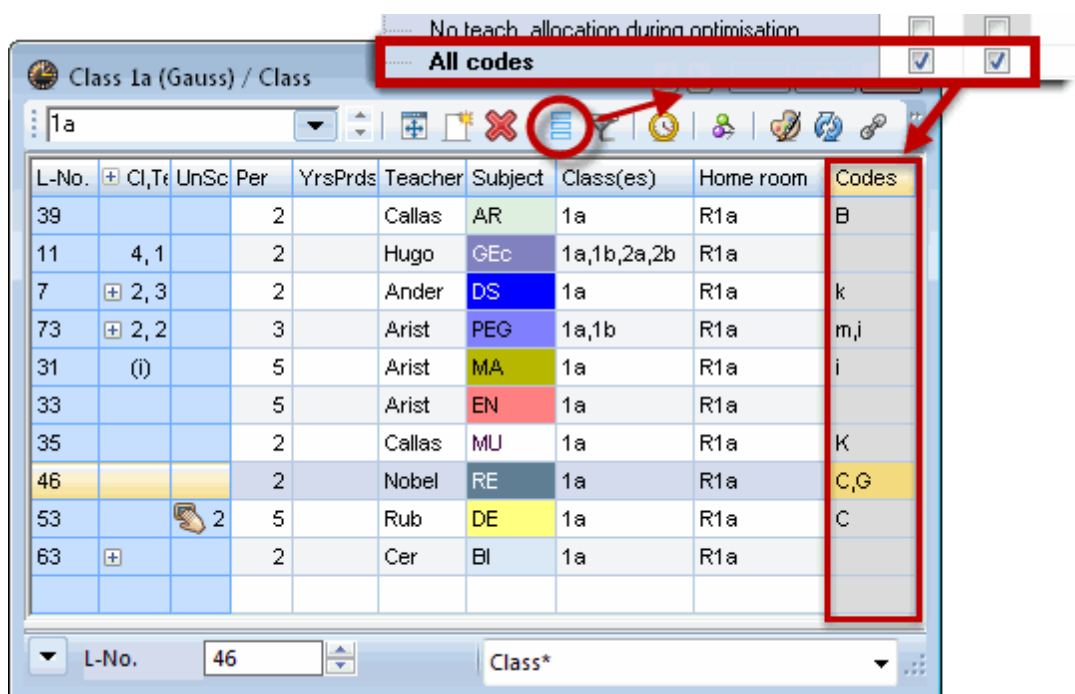 No teach. allocation during optimisation
All codes
Class 1a (Gauss) / Class
1a
L-No. Cl,Te UnSc Per YrsPrds Teacher Subject Class(es) Home room Codes
39 2 Callas AR 1a R1a B
11 4, 1 2 Hugo GEc 1a,1b,2a,2b R1a
7 2, 3 2 Ander DS 1a R1a k
73 2, 2 3 Arist PEG 1a,1b R1a m,i
31 (i) 5 Arist MA 1a R1a i
33 5 Arist EN 1a R1a
35 2 Callas MU 1a R1a K
46 2 Nobel RE 1a R1a C,G
53 2 5 Rub DE 1a R1a C
63 2 Cer BI 1a R1a
L-No. 46 Class*